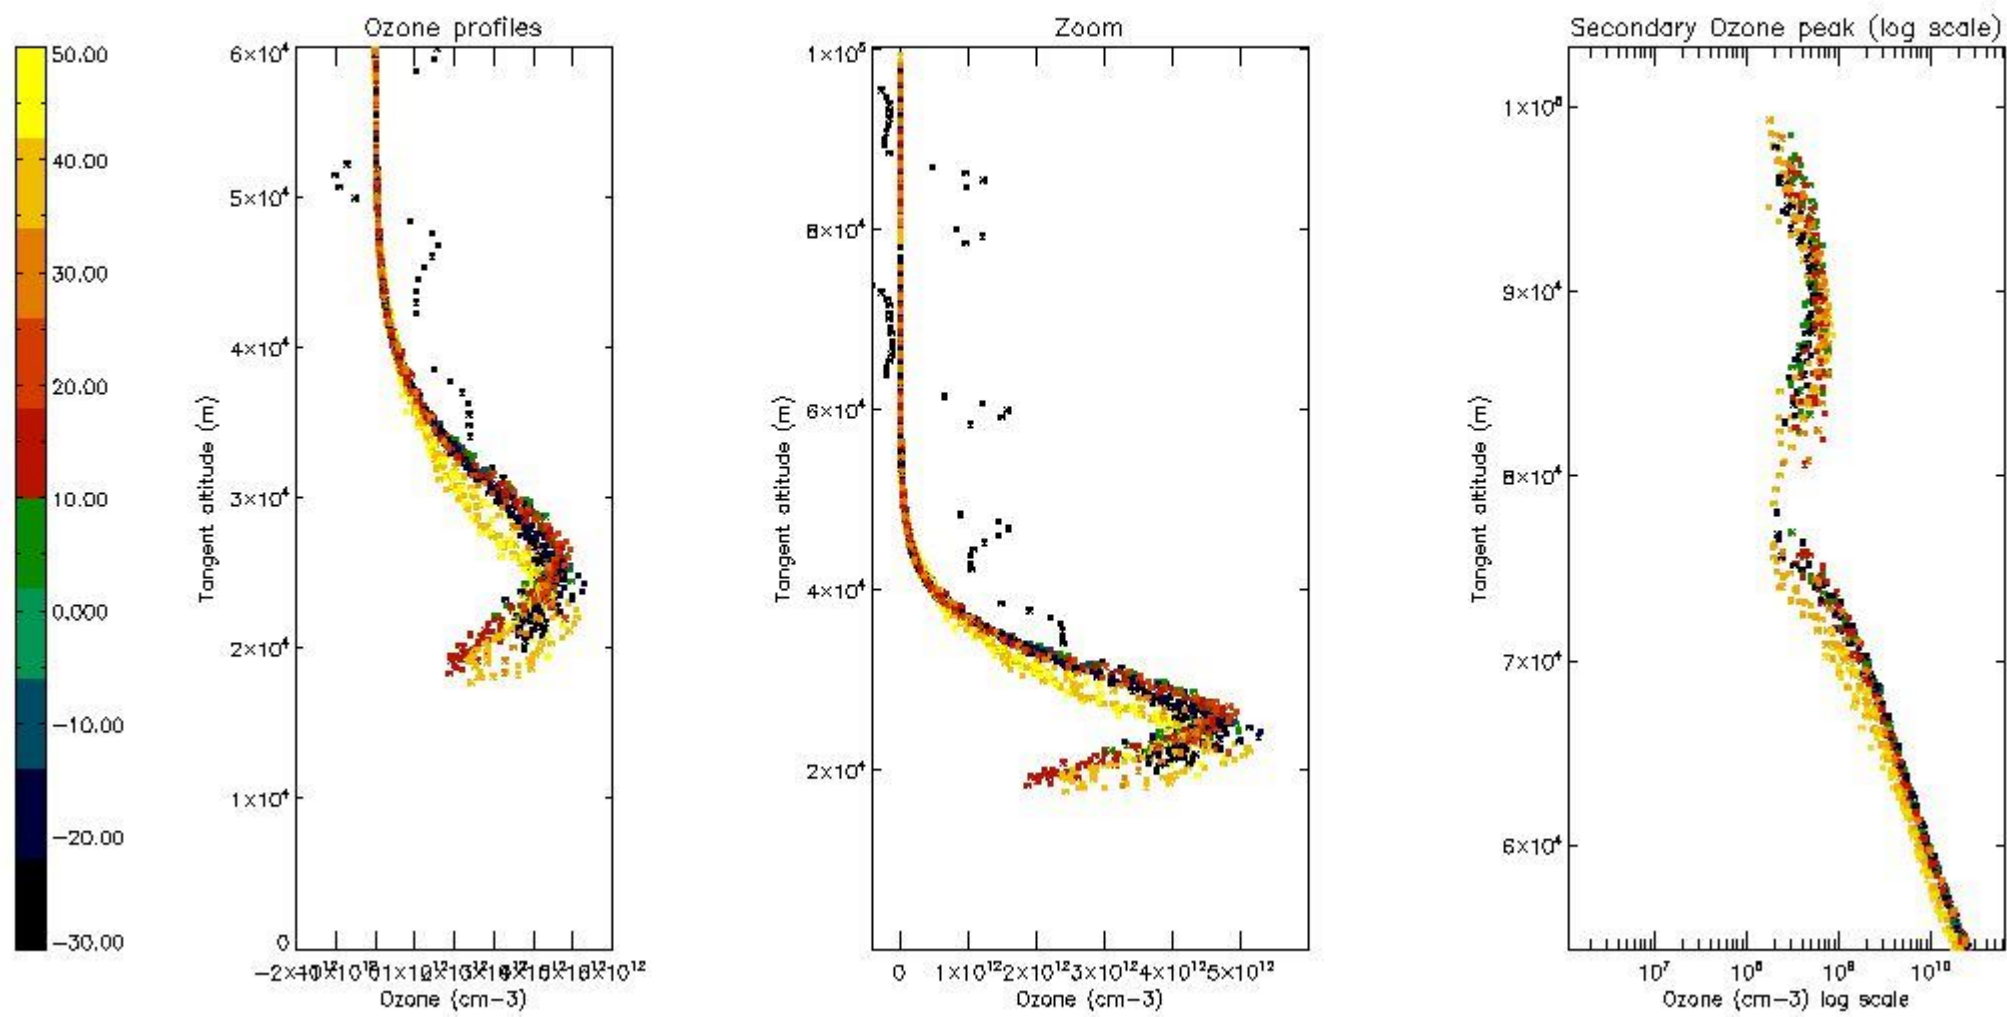 Ozone profiles
Zoom
Secondary Ozone peak (log scale)
50.00
40.00
30.00
20.00
10.00
0.000
−10.00
−20.00
−30.00
6×10⁴
5×10⁴
4×10⁴
3×10⁴
2×10⁴
1×10⁴
0
Tangent altitude (m)
Ozone (cm−3)
1×10⁵
8×10⁴
6×10⁴
4×10⁴
2×10⁴
Tangent altitude (m)
0 1×10¹² 2×10¹² 3×10¹² 4×10¹² 5×10¹²
Ozone (cm−3)
9×10⁴
8×10⁴
7×10⁴
6×10⁴
Tangent altitude (m)
10⁷ 10⁸ 10⁹ 10¹⁰
Ozone (cm−3) log scale